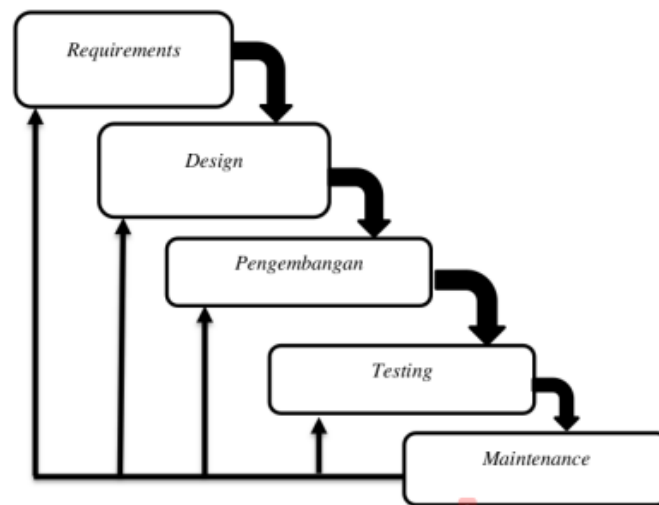 Requirements
Design
Pengembangan
Testing
Maintenance